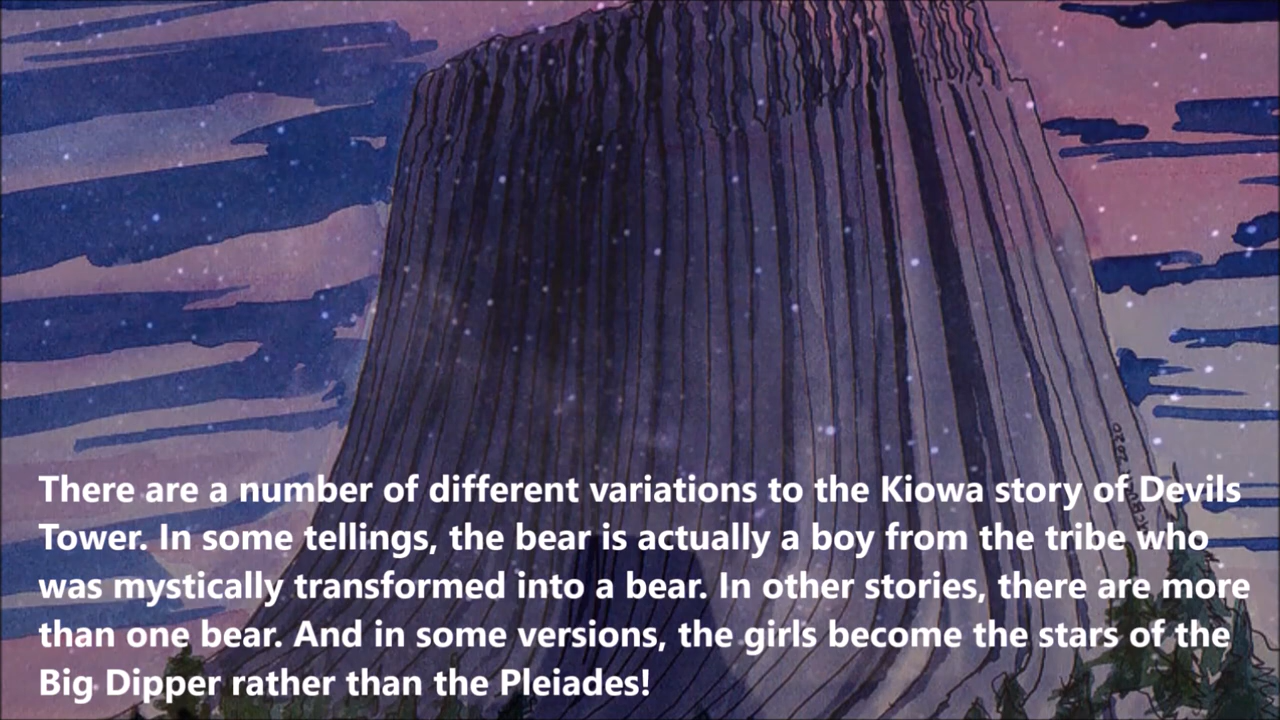 There are a number of different variations to the Kiowa story of Devils
Tower. In some tellings, the bear is actually a boy from the tribe who
was mystically transformed into a bear. In other stories, there are more
than one bear. And in some versions, the girls become the stars of the
Big Dipper rather than the Pleiades!